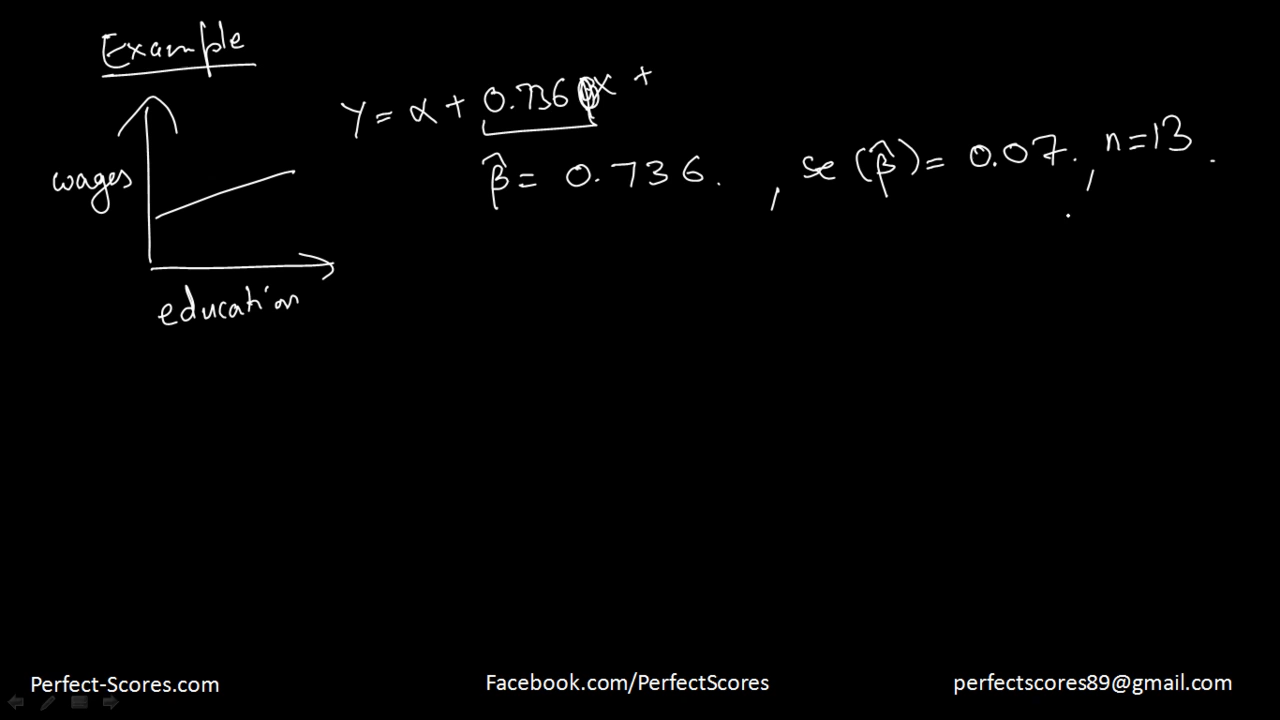 Example
Y = α + 0.736 x +
β̂ = 0.736. , se (β̂) = 0.07. , n=13.
wages
education
Perfect-Scores.com
Facebook.com/PerfectScores
perfectscores89@gmail.com